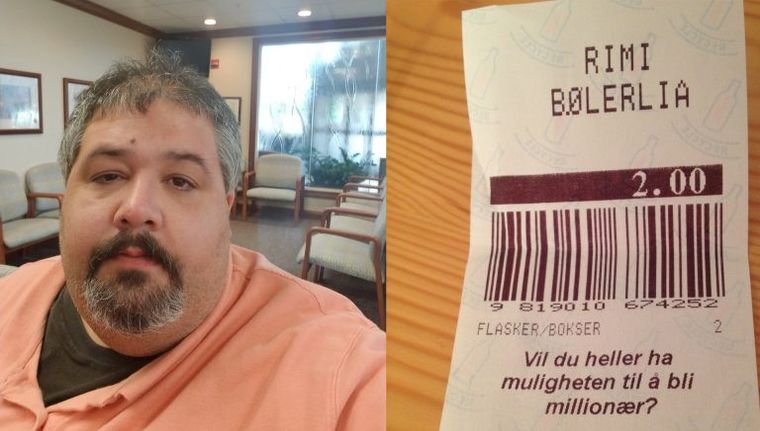 RIMI
BØLERLIA
2.00
9 819010 674252
FLASKER/BOKSER 2
Vil du heller ha
muligheten til å bli
millionær?